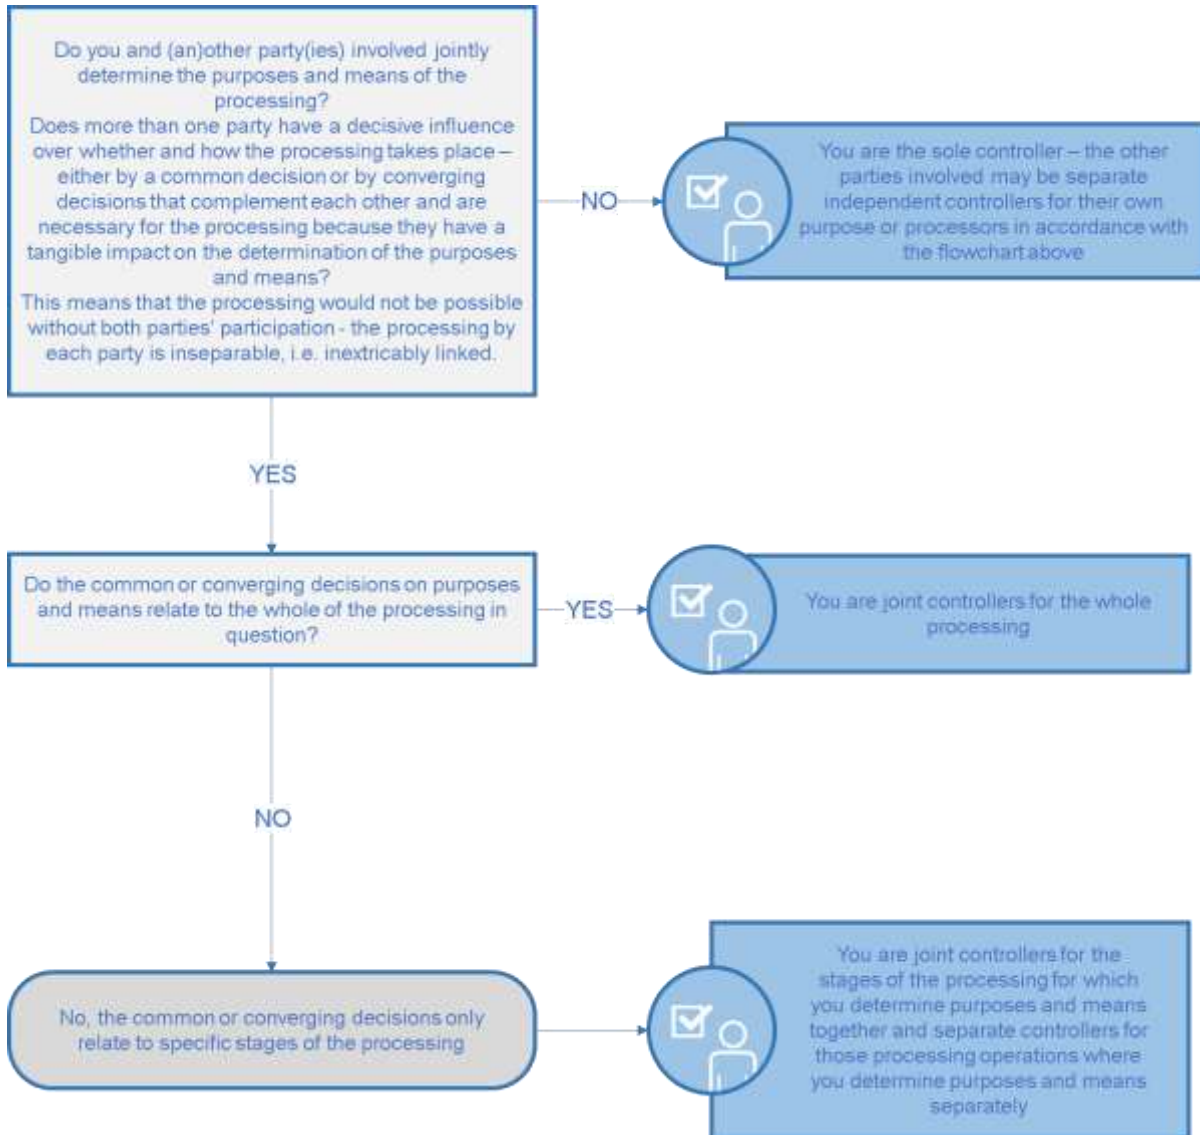 Do you and (an)other party(ies) involved jointly
determine the purposes and means of the
processing?
Does more than one party have a decisive influence
over whether and how the processing takes place –
either by a common decision or by converging
decisions that complement each other and are
necessary for the processing because they have a
tangible impact on the determination of the purposes
and means?
This means that the processing would not be possible
without both parties' participation - the processing by
each party is inseparable, i.e. inextricably linked.
NO
You are the sole controller – the other
parties involved may be separate
independent controllers for their own
purpose or processors in accordance with
the flowchart above
YES
Do the common or converging decisions on purposes
and means relate to the whole of the processing in
question?
YES
You are joint controllers for the whole
processing
NO
No, the common or converging decisions only
relate to specific stages of the processing
You are joint controllers for the
stages of the processing for which
you determine purposes and means
together and separate controllers for
those processing operations where
you determine purposes and means
separately